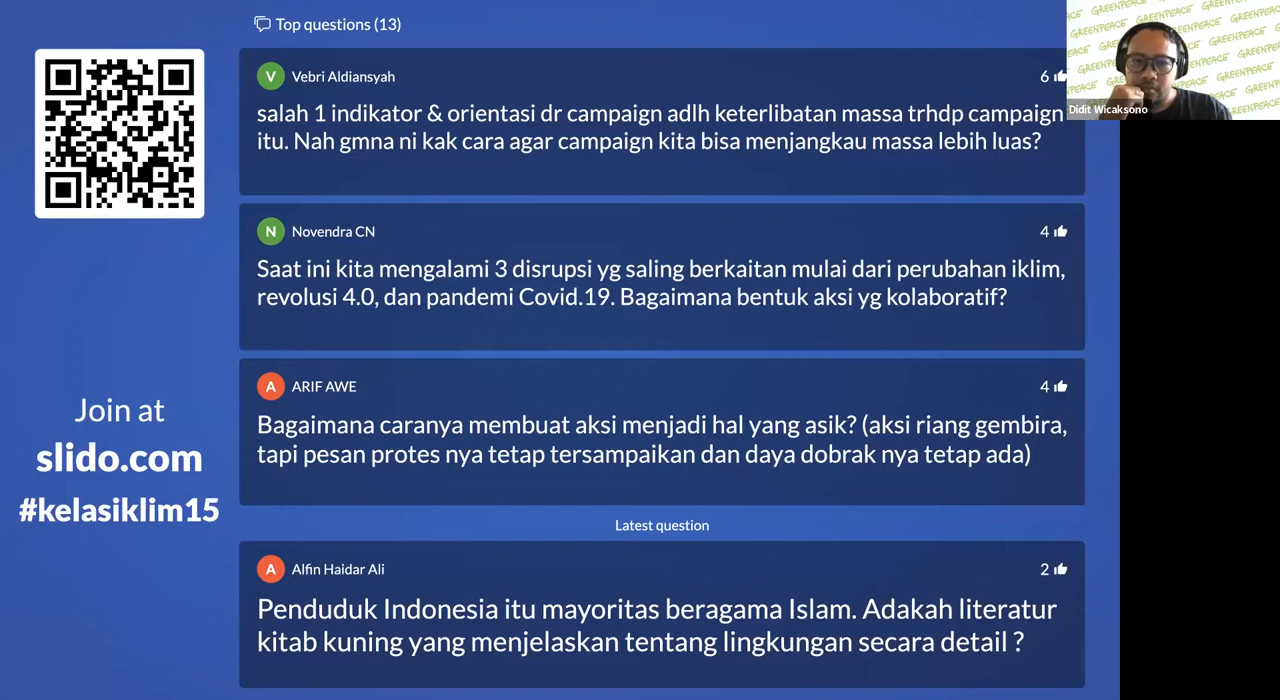 Top questions (13)
V Vebri Aldiansyah 6
salah 1 indikator & orientasi dr campaign adlh keterlibatan massa trhdp campaign
itu. Nah gmna ni kak cara agar campaign kita bisa menjangkau massa lebih luas?
N Novendra CN 4
Saat ini kita mengalami 3 disrupsi yg saling berkaitan mulai dari perubahan iklim,
revolusi 4.0, dan pandemi Covid.19. Bagaimana bentuk aksi yg kolaboratif?
A ARIF AWE 4
Bagaimana caranya membuat aksi menjadi hal yang asik? (aksi riang gembira,
tapi pesan protes nya tetap tersampaikan dan daya dobrak nya tetap ada)
Latest question
A Alfin Haidar Ali 2
Penduduk Indonesia itu mayoritas beragama Islam. Adakah literatur
kitab kuning yang menjelaskan tentang lingkungan secara detail ?
Join at
slido.com
#kelasiklim15
GREENPEACE GREENPEACE
GREENPEACE
Didit Wicaksono